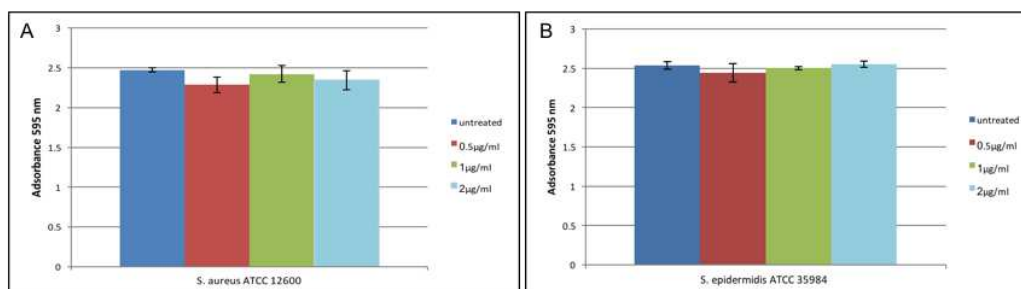 A
3
2.5
2
1.5
1
0.5
0
Adsorbance 595 nm
S. aureus ATCC 12600
untreated
0.5µg/ml
1µg/ml
2µg/ml
B
3
2.5
2
1.5
1
0.5
0
Adsorbance 595 nm
S. epidermidis ATCC 35984
untreated
0.5µg/ml
1µg/ml
2µg/ml